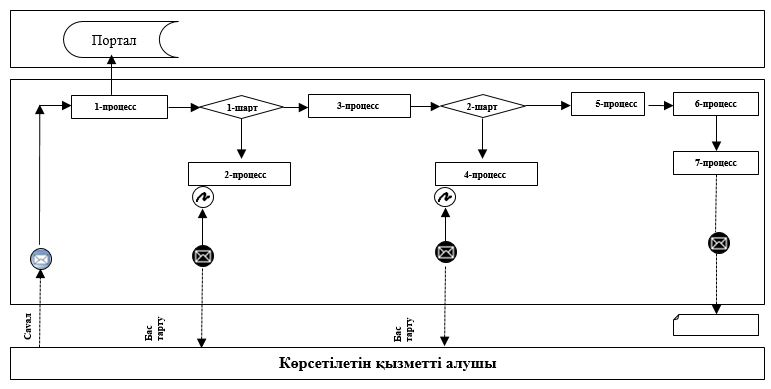 Портал
1-процесс
1-шарт
3-процесс
2-шарт
5-процесс
6-процесс
2-процесс
4-процесс
7-процесс
Сауал
Бас
тарту
Бас
тарту
Көрсетілетін қызметті алушы